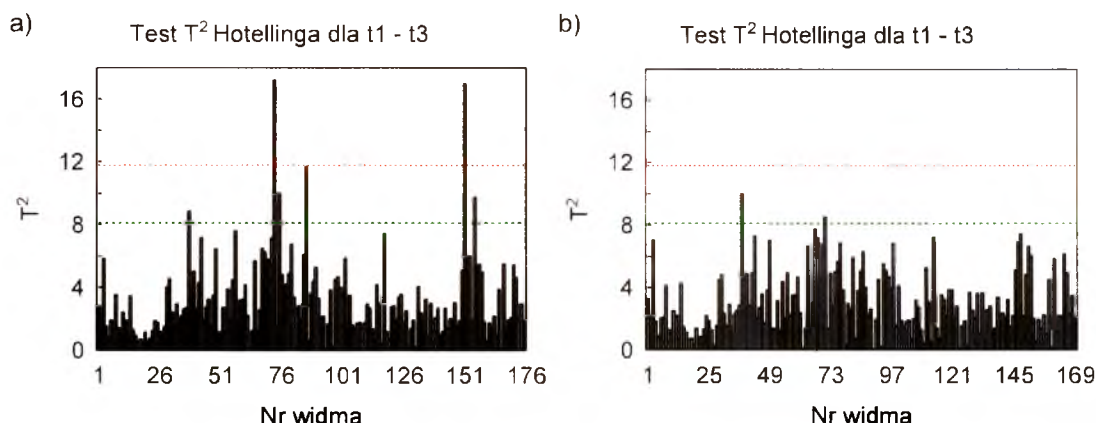 a)
Test T² Hotellinga dla t1 - t3
T²
16
12
8
4
0
1 26 51 76 101 126 151 176
Nr widma
b)
Test T² Hotellinga dla t1 - t3
T²
16
12
8
4
0
1 25 49 73 97 121 145 169
Nr widma